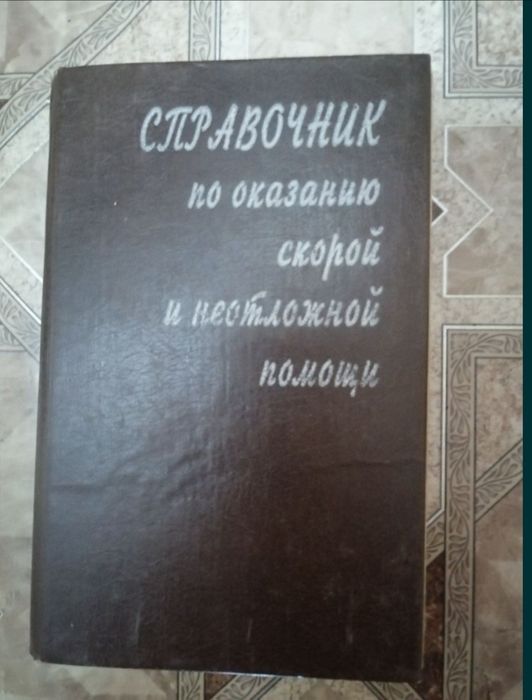 СПРАВОЧНИК
по оказанию
скорой
и неотложной
помощи